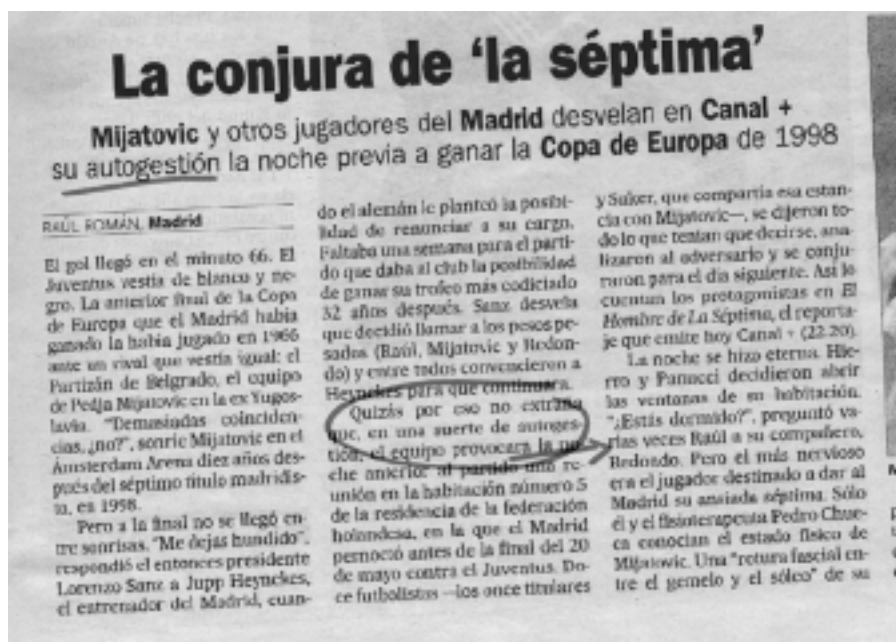 La conjura de 'la séptima'
Mijatovic y otros jugadores del Madrid desvelan en Canal +
su autogestión la noche previa a ganar la Copa de Europa de 1998
RAÚL ROMÁN, Madrid
El gol llegó en el minuto 66. El
Juventus vestía de blanco y ne-
gro. La anterior final de la Copa
de Europa que el Madrid había
ganado la había jugado en 1966
ante un rival que vestía igual: el
Partizán de Belgrado, el equipo
de Pedja Mijatovic en la ex Yugos-
lavia. "Demasiadas coinciden-
cias, ¿no?", sonríe Mijatovic en el
Ámsterdam Arena diez años des-
pués del séptimo título madridis-
ta, en 1998.
Pero a la final no se llegó en-
tre sonrisas. "Me dejas hundido",
respondió el entonces presidente
Lorenzo Sanz a Jupp Heynckes,
el entrenador del Madrid, cuan-
do el alemán le planteó la posibi-
lidad de renunciar a su cargo.
Faltaba una semana para el parti-
do que daba al club la posibilidad
de ganar su trofeo más codiciado
32 años después. Sanz desvela
que decidió llamar a los pesos pe-
sados (Raúl, Mijatovic y Redon-
do) y entre todos convencieron a
Heynckes para que continuara.
Quizás por eso no extraña
que, en una suerte de autoges-
tión, el equipo provocara la no-
che anterior al partido una re-
unión en la habitación número 5
de la residencia de la federación
holandesa, en la que el Madrid
pernoctó antes de la final del 20
de mayo contra el Juventus. Do-
ce futbolistas —los once titulares
y Suker, que compartía esa estan-
cia con Mijatovic—, se dijeron to-
do lo que tenían que decirse, ana-
lizaron al adversario y se conju-
raron para el día siguiente. Así lo
cuentan los protagonistas en El
Hombre de La Séptima, el reporta-
je que emite hoy Canal + (22.20).
La noche se hizo eterna. Hie-
rro y Panucci decidieron abrir
las ventanas de su habitación.
"¿Estás dormado?", preguntó va-
rias veces Raúl a su compañero,
Redondo. Pero el más nervioso
era el jugador destinado a dar al
Madrid su ansiada séptima. Sólo
él y el fisioterapeuta Pedro Chue-
ca conocían el estado físico de
Mijatovic. Una "rotura fascial en-
tre el gemelo y el sóleo" de su